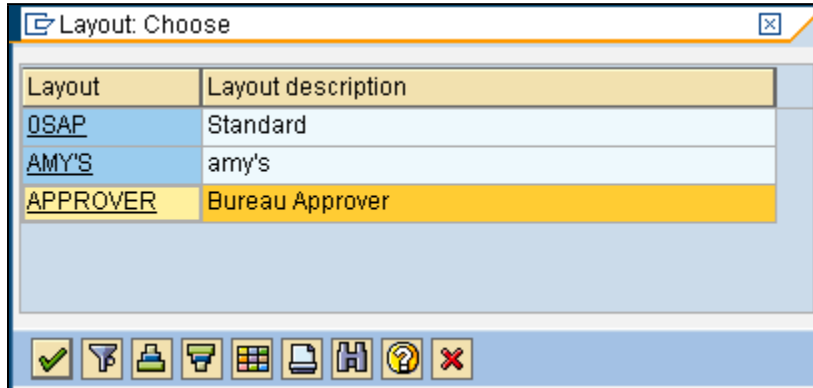 Layout: Choose
Layout Layout description
0SAP Standard
AMY'S amy's
APPROVER Bureau Approver